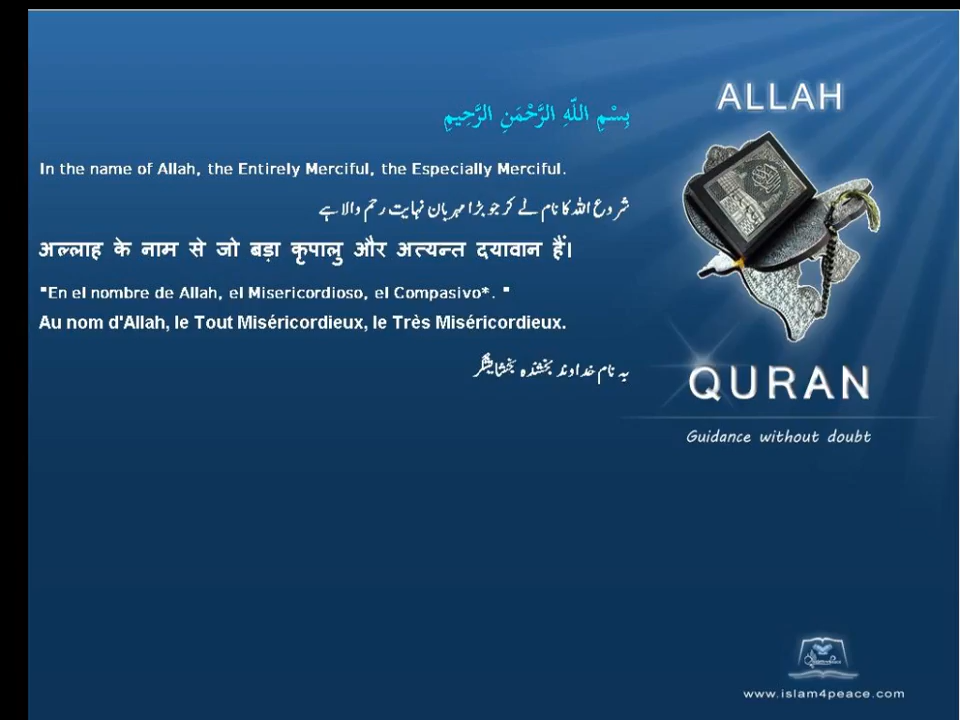 بِسْمِ اللَّهِ الرَّحْمَنِ الرَّحِيمِ
In the name of Allah, the Entirely Merciful, the Especially Merciful.
شروع الله کا نام لے کر جو بڑا مہربان نہایت رحم والا ہے
अल्लाह के नाम से जो बड़ा कृपालु और अत्यन्त दयावान हैं।
"En el nombre de Allah, el Misericordioso, el Compasivo*. "
Au nom d'Allah, le Tout Miséricordieux, le Très Miséricordieux.
به نام خداوند بخشنده بخشایشگر
ALLAH
QURAN
Guidance without doubt
www.islam4peace.com